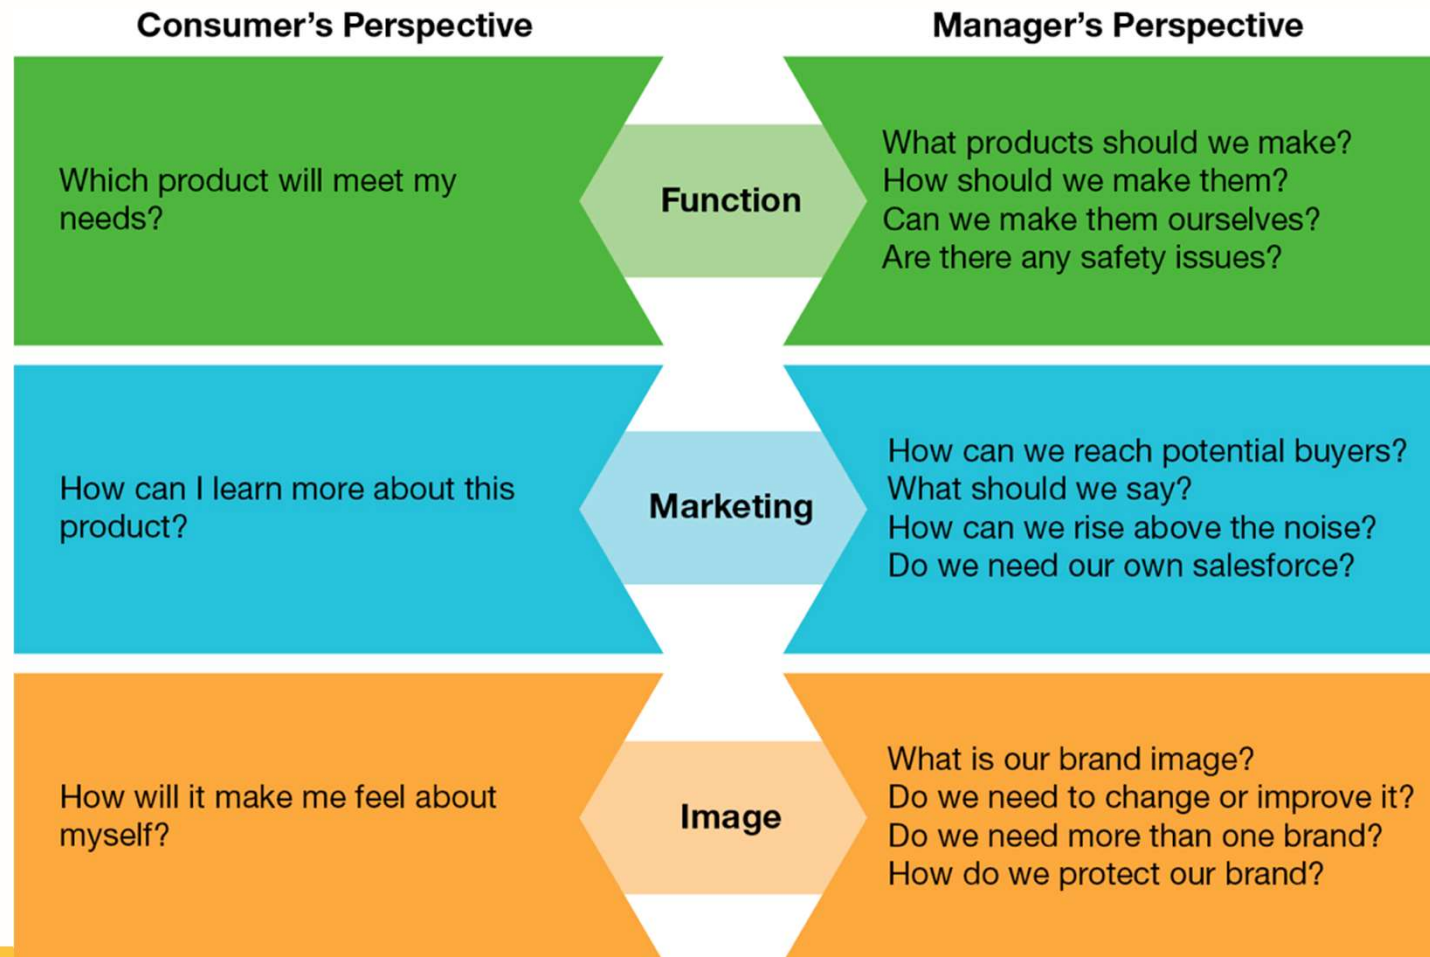 Consumer's Perspective
Manager's Perspective
Which product will meet my
needs?
Function
What products should we make?
How should we make them?
Can we make them ourselves?
Are there any safety issues?
How can I learn more about this
product?
Marketing
How can we reach potential buyers?
What should we say?
How can we rise above the noise?
Do we need our own salesforce?
How will it make me feel about
myself?
Image
What is our brand image?
Do we need to change or improve it?
Do we need more than one brand?
How do we protect our brand?